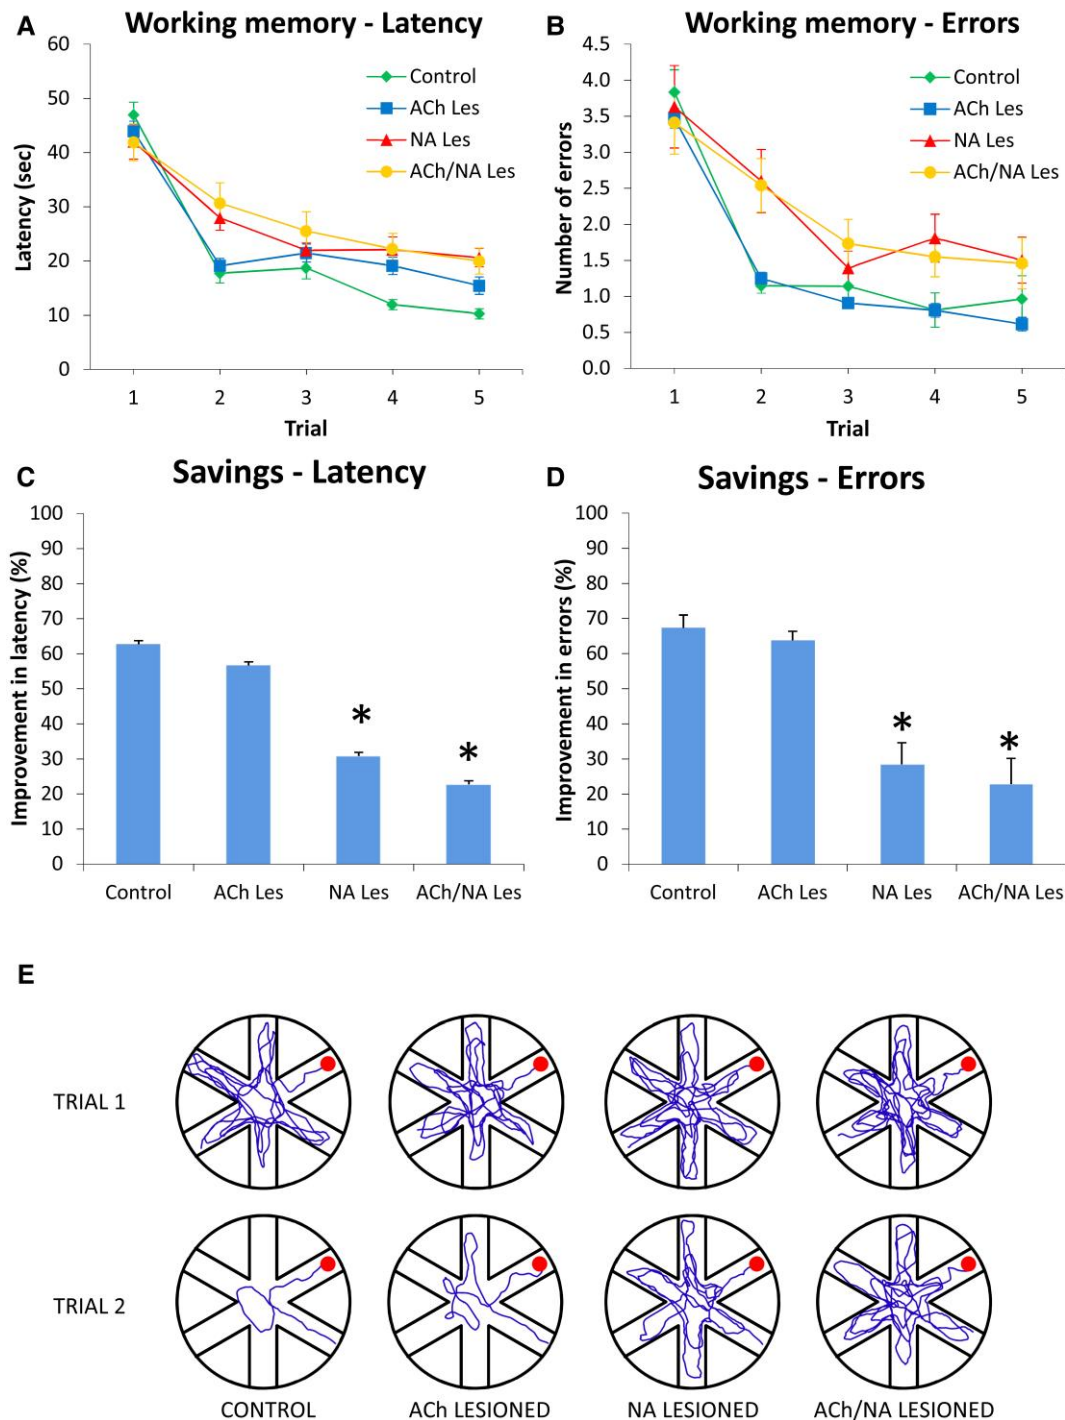 A
Working memory - Latency
60
50
40
30
20
10
0
Latency (sec)
Control
ACh Les
NA Les
ACh/NA Les
1 2 3 4 5
Trial
B
Working memory - Errors
4.5
4.0
3.5
3.0
2.5
2.0
1.5
1.0
0.5
0.0
Number of errors
Control
ACh Les
NA Les
ACh/NA Les
1 2 3 4 5
Trial
C
Savings - Latency
100
90
80
70
60
50
40
30
20
10
0
Improvement in latency (%)
*
*
Control ACh Les NA Les ACh/NA Les
D
Savings - Errors
100
90
80
70
60
50
40
30
20
10
0
Improvement in errors (%)
*
*
Control ACh Les NA Les ACh/NA Les
E
TRIAL 1
TRIAL 2
CONTROL ACh LESIONED NA LESIONED ACh/NA LESIONED